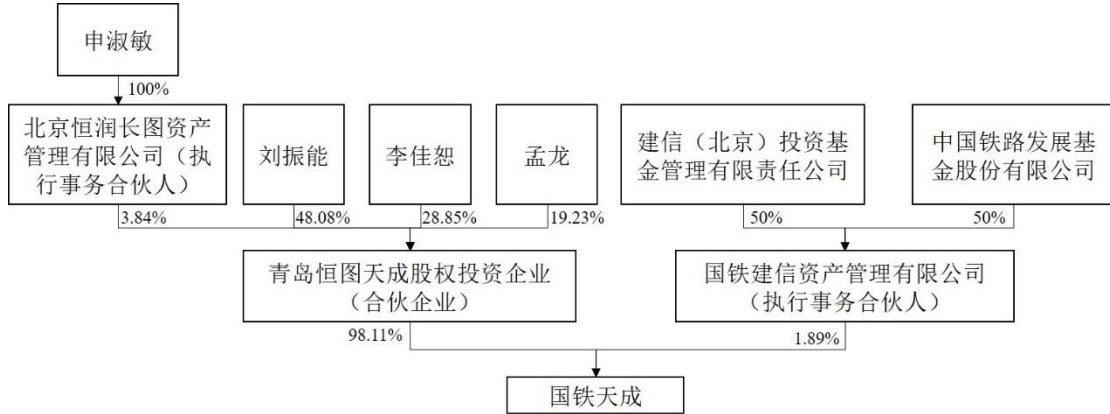 申淑敏
100%
北京恒润长图资产
管理有限公司（执
行事务合伙人）
刘振能
李佳恕
孟龙
建信（北京）投资基
金管理有限责任公司
中国铁路发展基
金股份有限公司
3.84%
48.08%
28.85%
19.23%
50%
50%
青岛恒图天成股权投资企业
（合伙企业）
国铁建信资产管理有限公司
（执行事务合伙人）
98.11%
1.89%
国铁天成